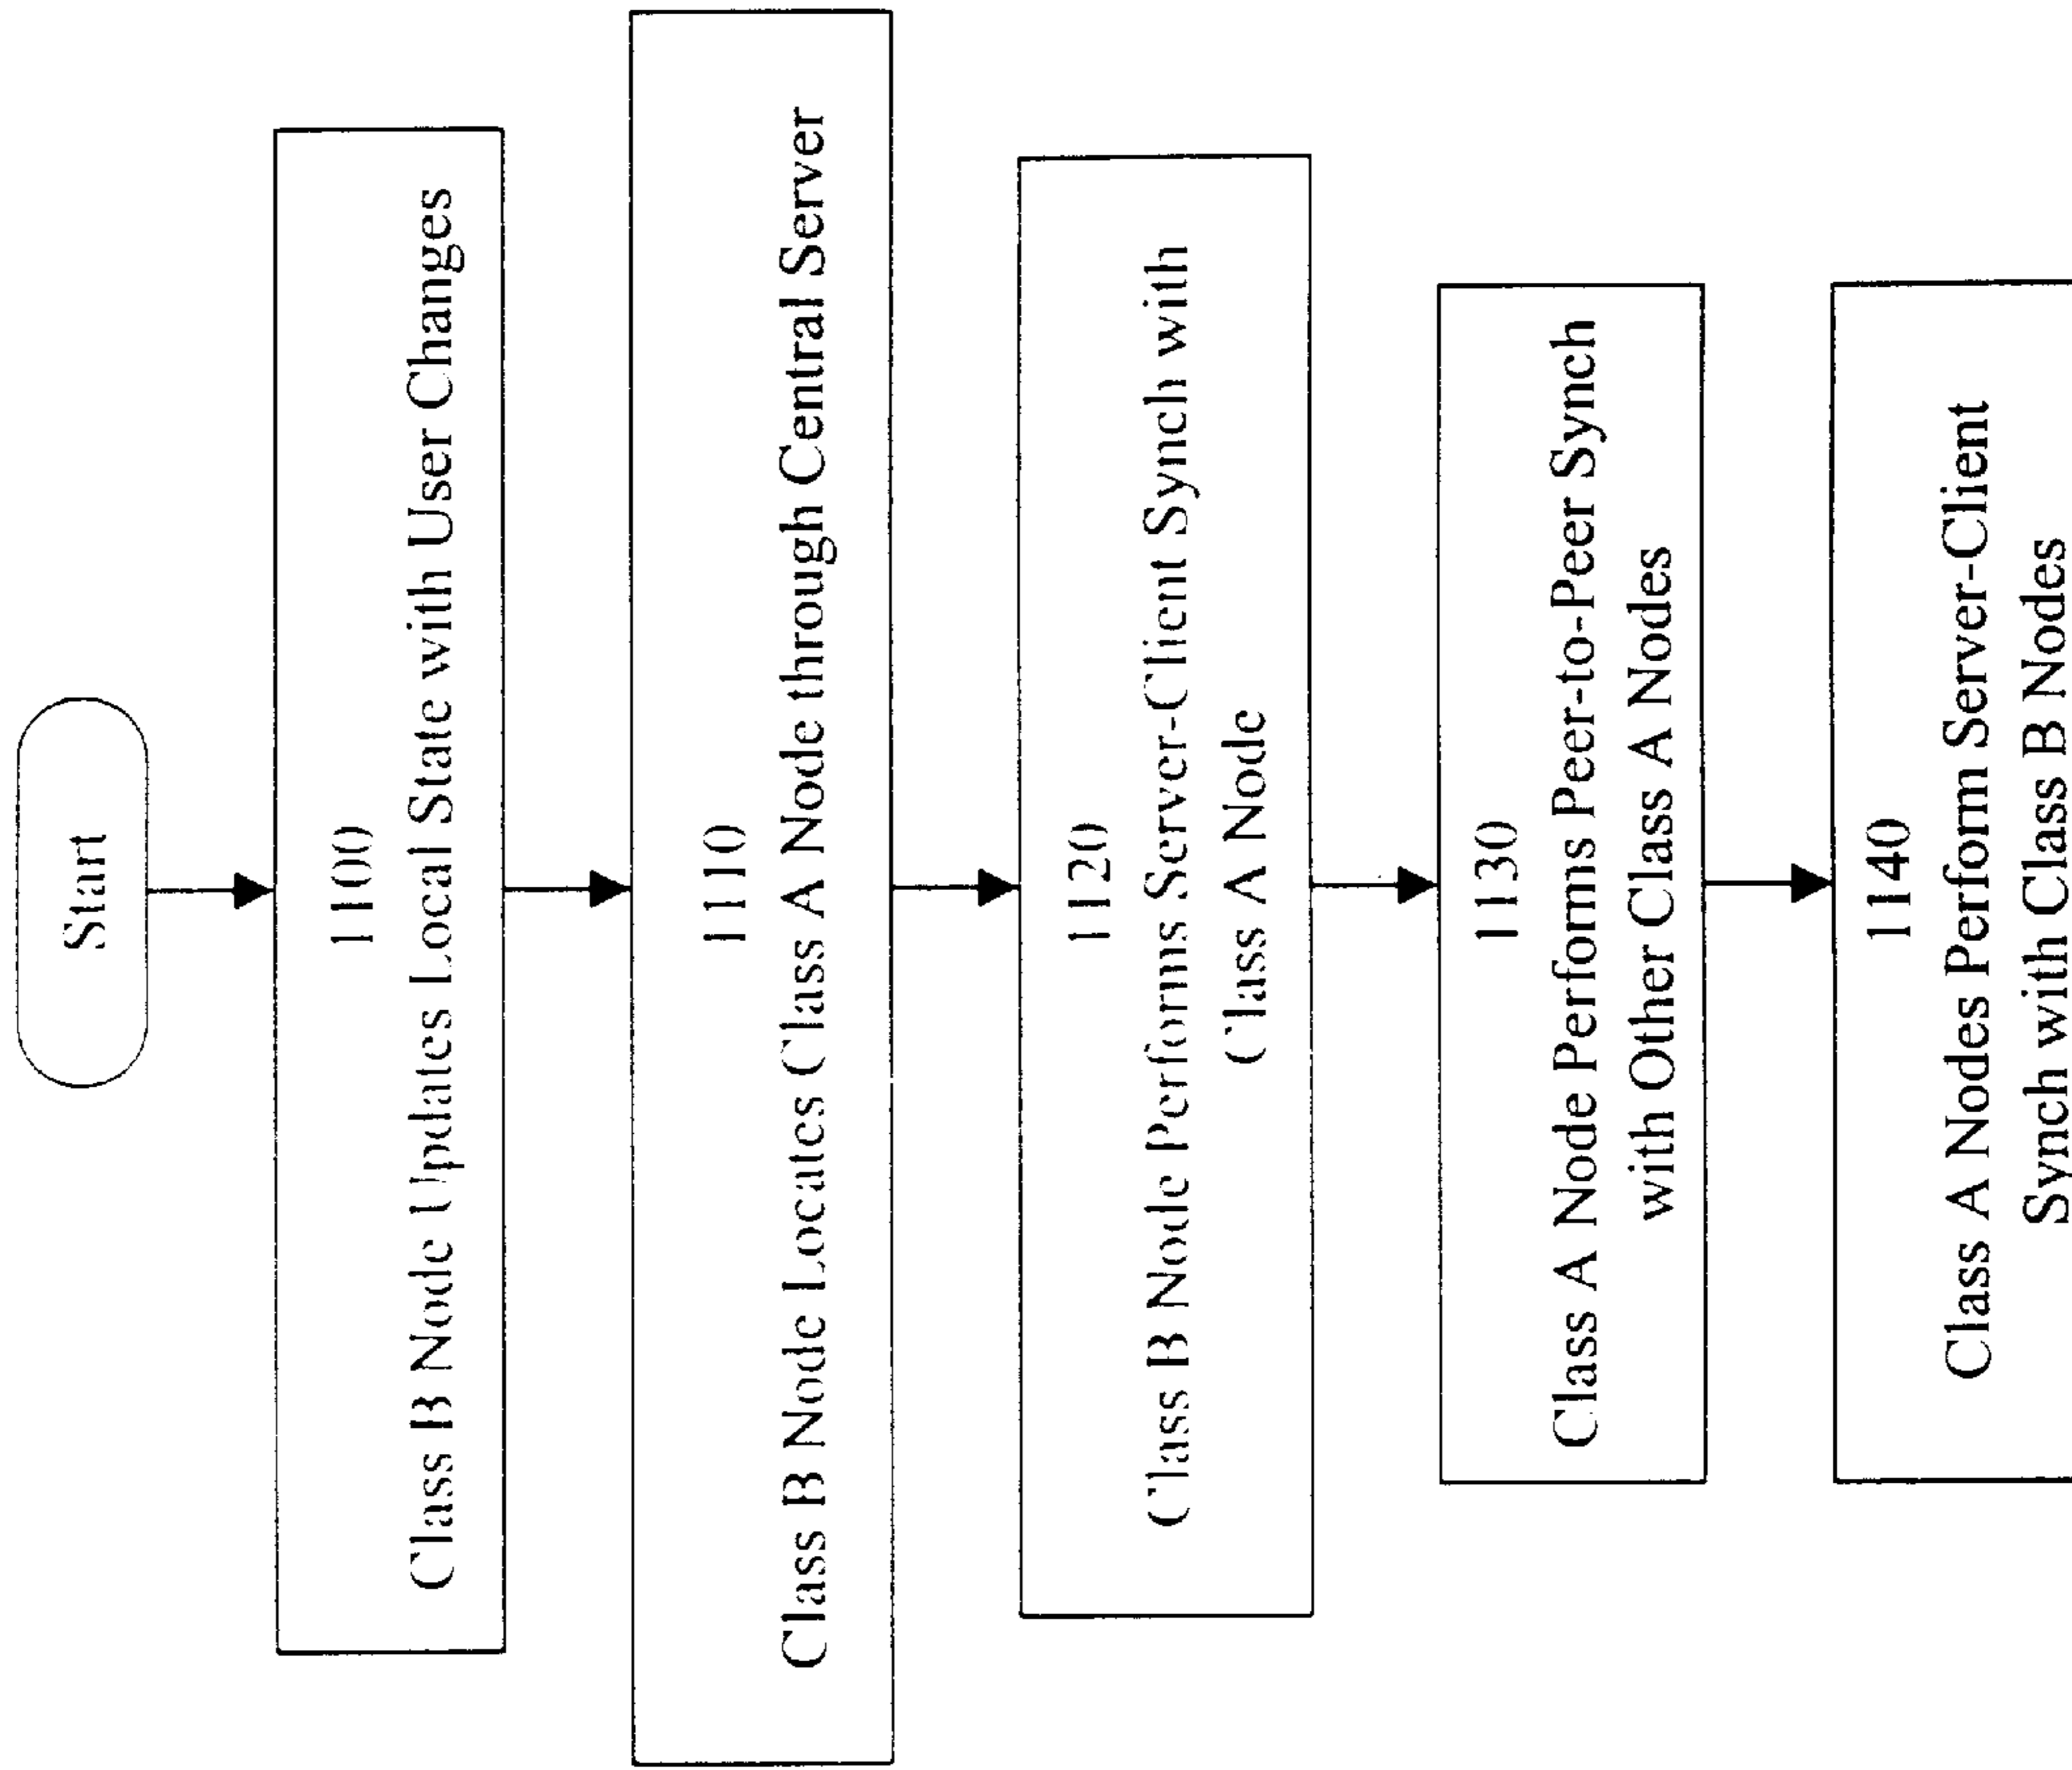 Start
1100
Class B Node Updates Local State with User Changes
1110
Class B Node Locates Class A Node through Central Server
1120
Class B Node Performs Server-Client Synch with
Class A Node
1130
Class A Node Performs Peer-to-Peer Synch
with Other Class A Nodes
1140
Class A Nodes Perform Server-Client
Synch with Class B Nodes